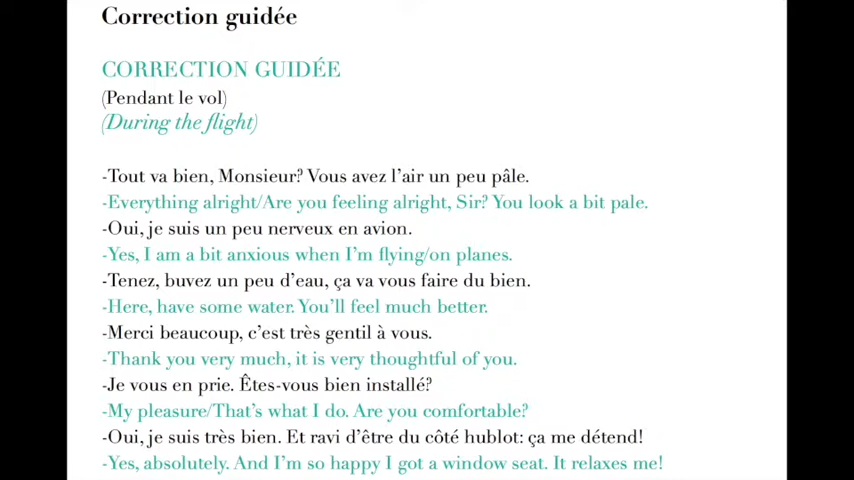 Correction guidée
CORRECTION GUIDÉE
(Pendant le vol)
(During the flight)
-Tout va bien, Monsieur? Vous avez l'air un peu pâle.
-Everything alright/Are you feeling alright, Sir? You look a bit pale.
-Oui, je suis un peu nerveux en avion.
-Yes, I am a bit anxious when I'm flying/on planes.
-Tenez, buvez un peu d'eau, ça va vous faire du bien.
-Here, have some water. You'll feel much better.
-Merci beaucoup, c'est très gentil à vous.
-Thank you very much, it is very thoughtful of you.
-Je vous en prie. Êtes-vous bien installé?
-My pleasure/That's what I do. Are you comfortable?
-Oui, je suis très bien. Et ravi d'être du côté hublot: ça me détend!
-Yes, absolutely. And I'm so happy I got a window seat. It relaxes me!